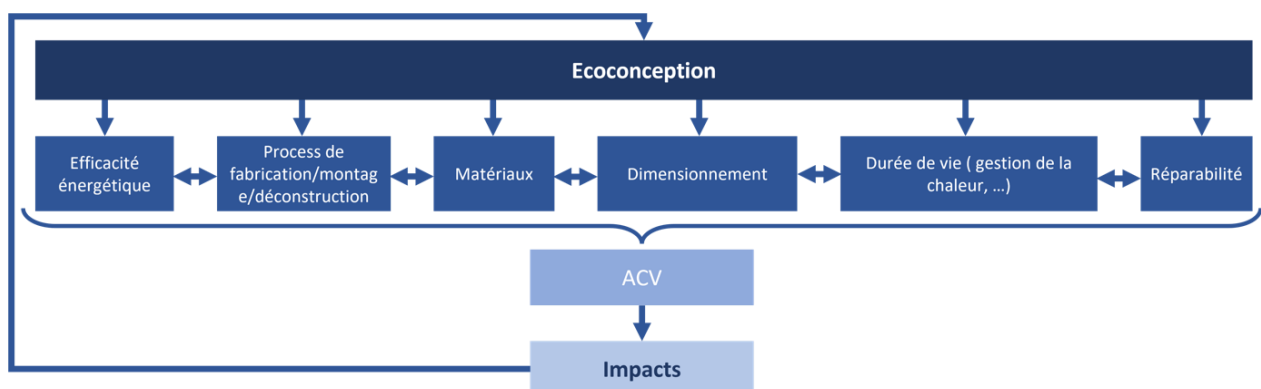 Ecoconception
Efficacité
énergétique
Process de
fabrication/montag
e/déconstruction
Matériaux
Dimensionnement
Durée de vie ( gestion de la
chaleur, ...)
Réparabilité
ACV
Impacts